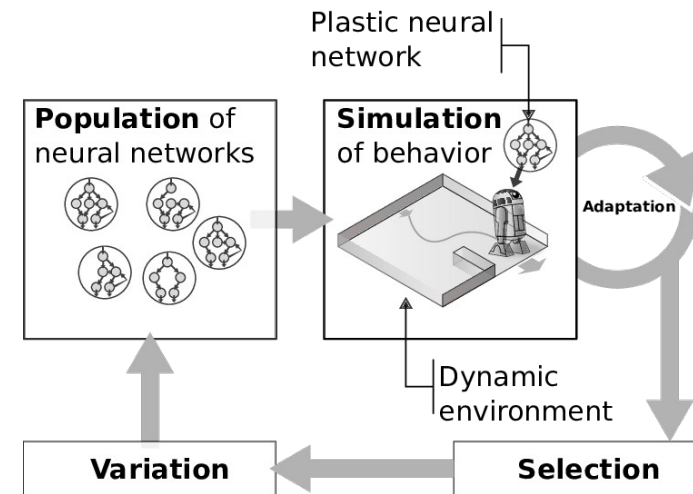 Plastic neural
network
Population of
neural networks
Simulation
of behavior
Adaptation
Dynamic
environment
Variation
Selection